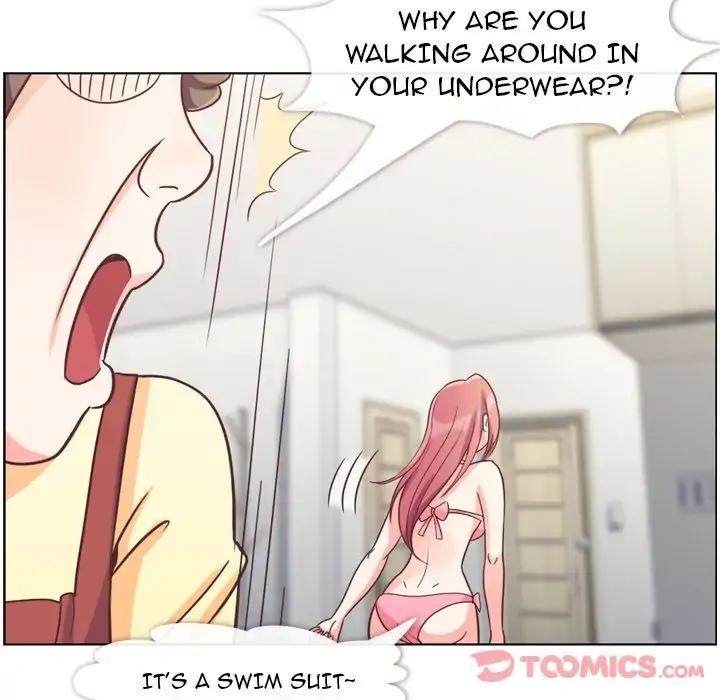 WHY ARE YOU
WALKING AROUND IN
YOUR UNDERWEAR?!
IT'S A SWIM SUIT~
TOOMICS.COM